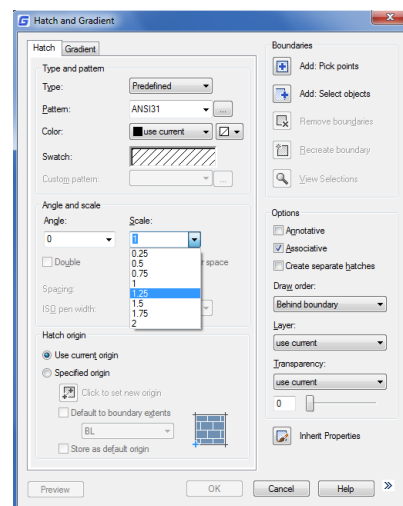 Hatch and Gradient
Hatch Gradient
Type and pattern
Type: Predefined
Pattern: ANSI31 ...
Color: use current
Swatch:
Custom pattern: ...
Angle and scale
Angle: Scale:
0 1
0.25
Double 0.5 r space
0.75
Spacing: 1
1.25
ISO pen width: 1.5
1.75
2
Hatch origin
Use current origin
Specified origin
Click to set new origin
Default to boundary extents
BL
Store as default origin
Boundaries
Add: Pick points
Add: Select objects
Remove boundaries
Recreate boundary
View Selections
Options
Annotative
Associative
Create separate hatches
Draw order:
Behind boundary
Layer:
use current
Transparency:
use current
0
Inherit Properties
Preview OK Cancel Help »